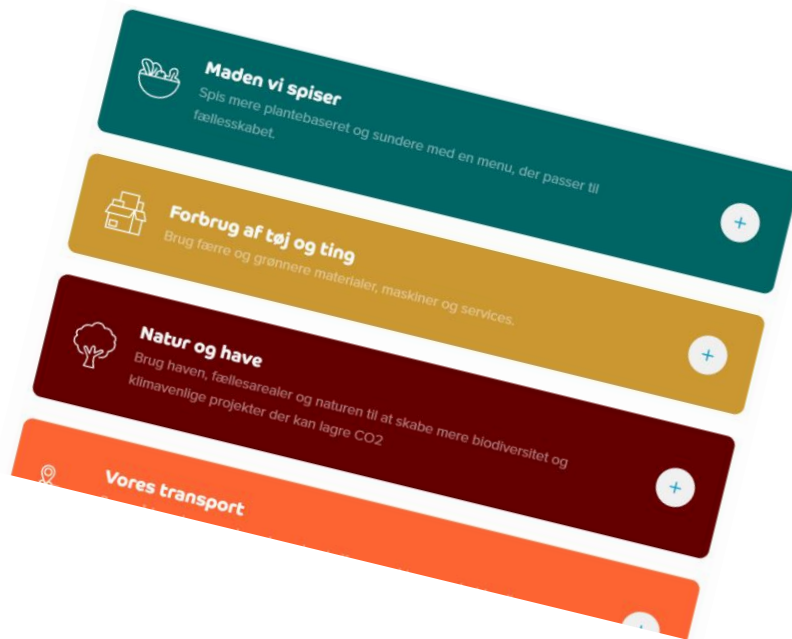 Maden vi spiser
Spis mere plantebaseret og sundere med en menu, der passer til
fællesskabet.
Forbrug af tøj og ting
Brug færre og grønnere materialer, maskiner og services.
Natur og have
Brug haven, fællesarealer og naturen til at skabe mere biodiversitet og
klimavenlige projekter der kan lagre CO2
Vores transport